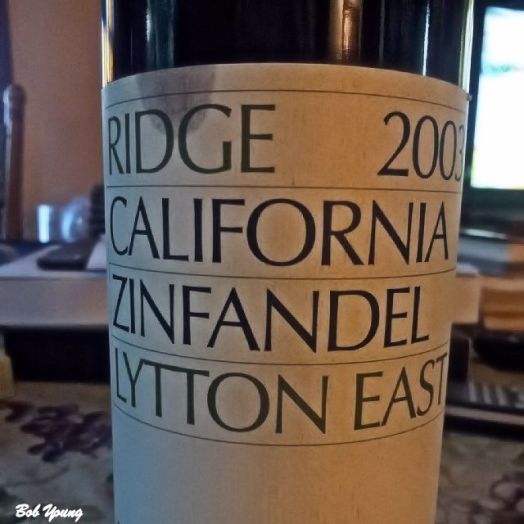 RIDGE 2003
CALIFORNIA
ZINFANDEL
LYTTON EAST
Bob Young